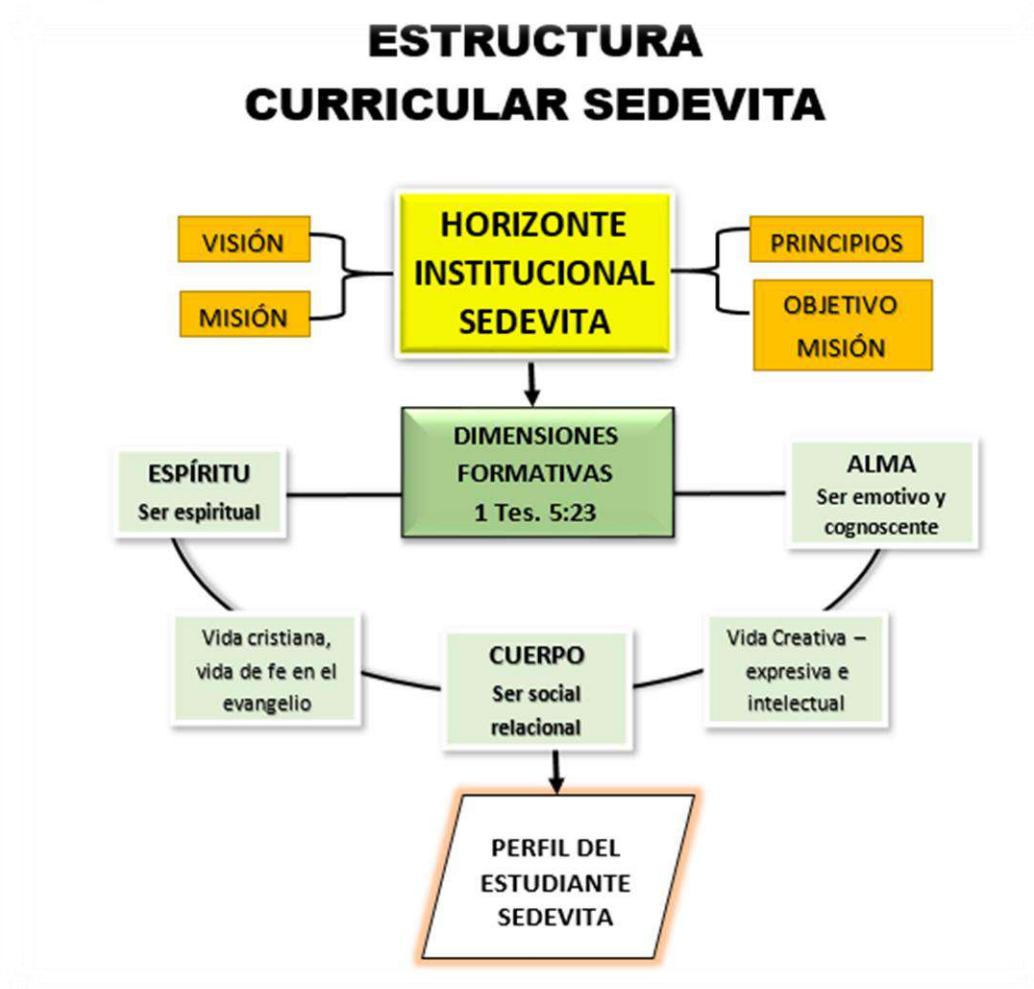 ESTRUCTURA
CURRICULAR SEDEVITA
VISIÓN
MISIÓN
HORIZONTE
INSTITUCIONAL
SEDEVITA
PRINCIPIOS
OBJETIVO
MISIÓN
DIMENSIONES
FORMATIVAS
1 Tes. 5:23
ESPÍRITU
Ser espiritual
ALMA
Ser emotivo y
cognoscente
Vida cristiana,
vida de fe en el
evangelio
CUERPO
Ser social
relacional
Vida Creativa –
expresiva e
intelectual
PERFIL DEL
ESTUDIANTE
SEDEVITA